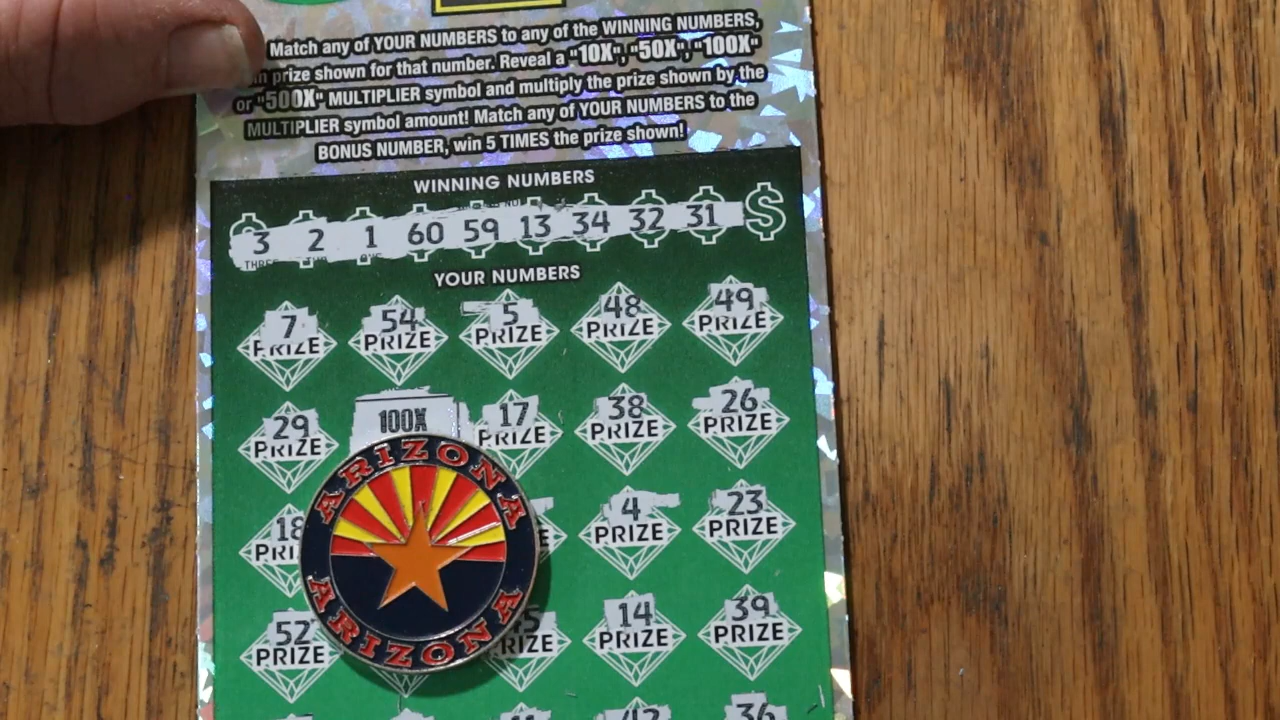 Match any of YOUR NUMBERS to any of the WINNING NUMBERS,
prize shown for that number. Reveal a "10X", "50X", "100X"
or "500X" MULTIPLIER symbol and multiply the prize shown by the
MULTIPLIER symbol amount! Match any of YOUR NUMBERS to the
BONUS NUMBER, win 5 TIMES the prize shown!
WINNING NUMBERS
3 2 1 60 59 13 34 32 31 $
THREE
YOUR NUMBERS
7 54 5 48 49
PRIZE PRIZE PRIZE PRIZE PRIZE
29 100X 17 38 26
PRIZE PRIZE PRIZE PRIZE
18 4 23
PRIZE PRIZE
52 14 39
PRIZE PRIZE PRIZE
36
ARIZONA
ARIZONA